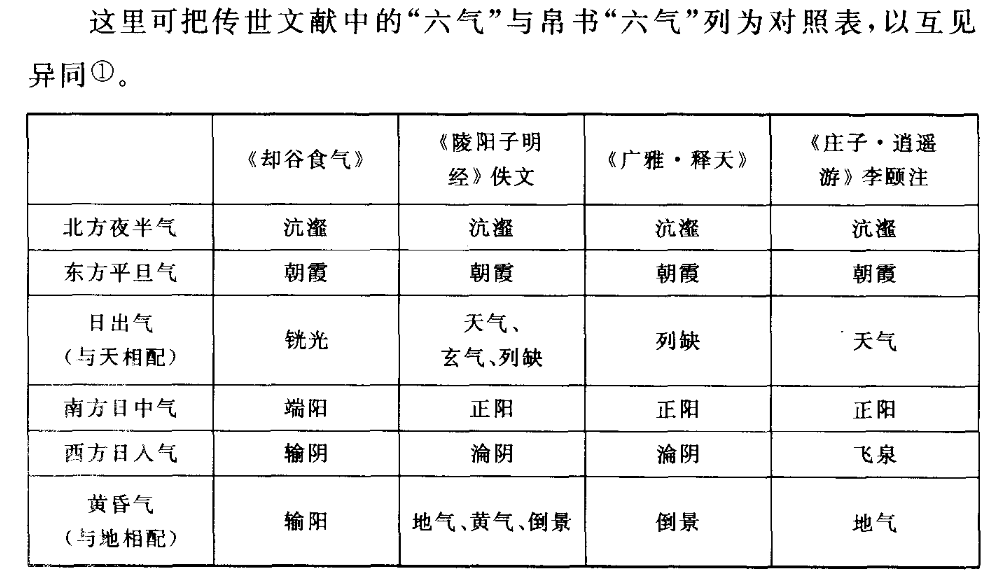 这里可把传世文献中的“六气”与帛书“六气”列为对照表,以互见
异同①。
《却谷食气》
《陵阳子明
经》佚文
《广雅·释天》
《庄子·逍遥
游》李颐注
北方夜半气 沆瀣 沆瀣 沆瀣 沆瀣
东方平旦气 朝霞 朝霞 朝霞 朝霞
日出气
(与天相配)
铣光
天气、
玄气、列缺
列缺
天气
南方日中气 端阳 正阳 正阳 正阳
西方日入气 输阴 沦阴 沦阴 飞泉
黄昏气
(与地相配)
输阳
地气、黄气、倒景
倒景
地气